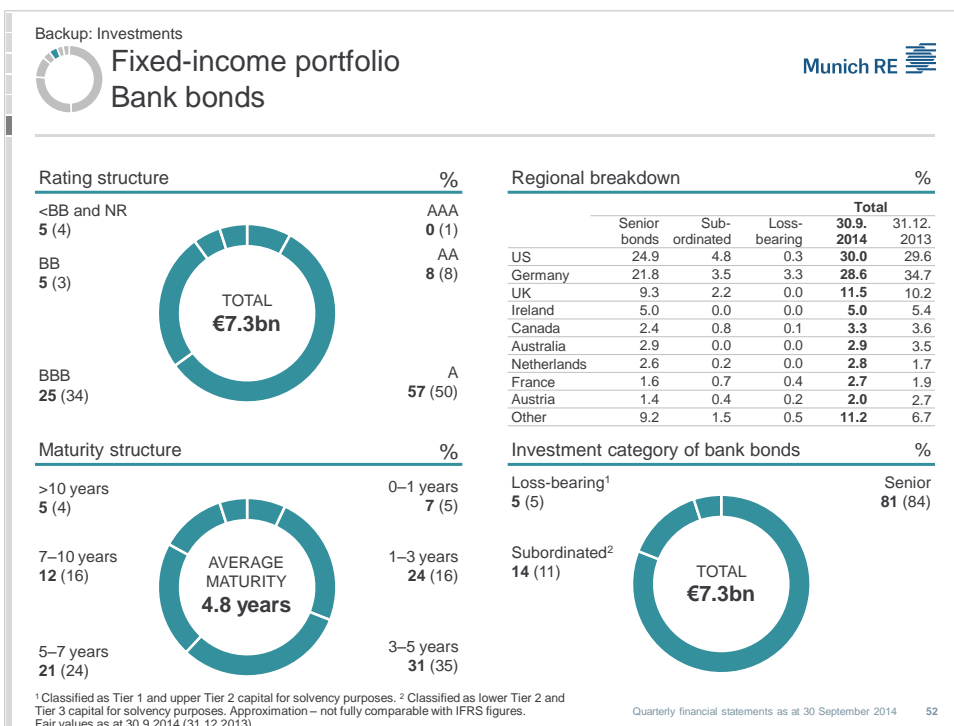 Backup: Investments
Fixed-income portfolio
Bank bonds
Munich RE
Rating structure %
<BB and NR
5 (4)
BB
5 (3)
BBB
25 (34)
TOTAL
€7.3bn
AAA
0 (1)
AA
8 (8)
A
57 (50)
Regional breakdown %
Total
Senior bonds Sub-ordinated Loss-bearing 30.9. 2014 31.12. 2013
US 24.9 4.8 0.3 30.0 29.6
Germany 21.8 3.5 3.3 28.6 34.7
UK 9.3 2.2 0.0 11.5 10.2
Ireland 5.0 0.0 0.0 5.0 5.4
Canada 2.4 0.8 0.1 3.3 3.6
Australia 2.9 0.0 0.0 2.9 3.5
Netherlands 2.6 0.2 0.0 2.8 1.7
France 1.6 0.7 0.4 2.7 1.9
Austria 1.4 0.4 0.2 2.0 2.7
Other 9.2 1.5 0.5 11.2 6.7
Maturity structure %
>10 years
5 (4)
7–10 years
12 (16)
5–7 years
21 (24)
AVERAGE
MATURITY
4.8 years
0–1 years
7 (5)
1–3 years
24 (16)
3–5 years
31 (35)
Investment category of bank bonds %
Loss-bearing¹
5 (5)
Subordinated²
14 (11)
TOTAL
€7.3bn
Senior
81 (84)
¹ Classified as Tier 1 and upper Tier 2 capital for solvency purposes. ² Classified as lower Tier 2 and
Tier 3 capital for solvency purposes. Approximation – not fully comparable with IFRS figures.
Fair values as at 30.9.2014 (31.12.2013)
Quarterly financial statements as at 30 September 2014 52